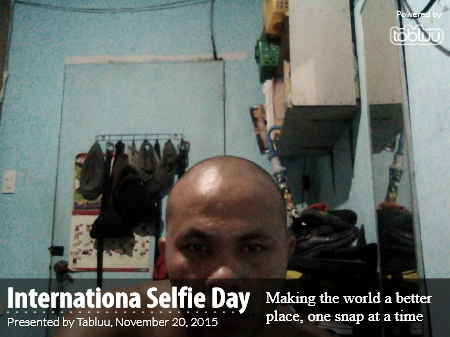 Powered by
tabluu
Internationa Selfie Day
Presented by Tabluu, November 20, 2015
Making the world a better
place, one snap at a time